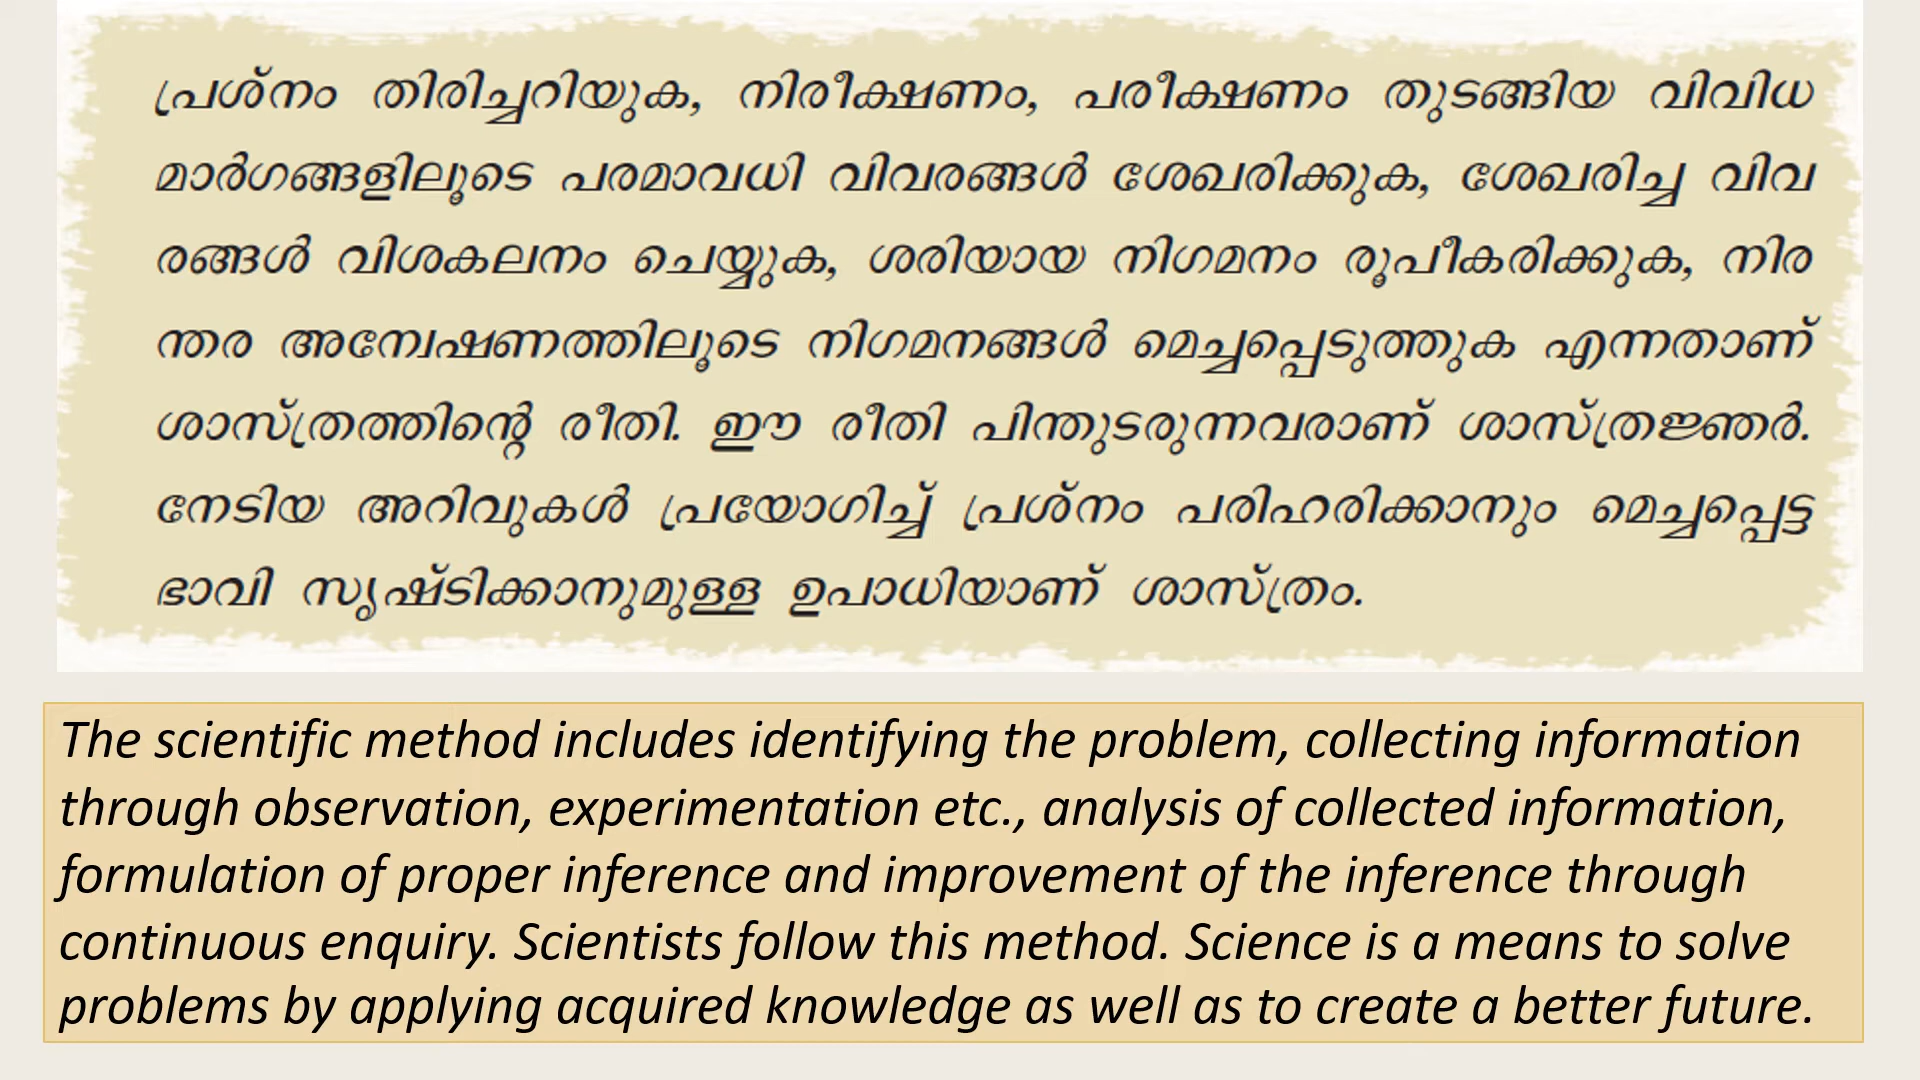 പ്രശ്നം തിരിച്ചറിയുക, നിരീക്ഷണം, പരീക്ഷണം തുടങ്ങിയ വിവിധ
മാർഗങ്ങളിലൂടെ പരമാവധി വിവരങ്ങൾ ശേഖരിക്കുക, ശേഖരിച്ച വിവ
രങ്ങൾ വിശകലനം ചെയ്യുക, ശരിയായ നിഗമനം രൂപീകരിക്കുക, നിര
ന്തര അന്വേഷണത്തിലൂടെ നിഗമനങ്ങൾ മെച്ചപ്പെടുത്തുക എന്നതാണ്
ശാസ്ത്രത്തിന്റെ രീതി. ഈ രീതി പിന്തുടരുന്നവരാണ് ശാസ്ത്രജ്ഞർ.
നേടിയ അറിവുകൾ പ്രയോഗിച്ച് പ്രശ്നം പരിഹരിക്കാനും മെച്ചപ്പെട്ട
ഭാവി സൃഷ്ടിക്കാനുമുള്ള ഉപാധിയാണ് ശാസ്ത്രം.
The scientific method includes identifying the problem, collecting information
through observation, experimentation etc., analysis of collected information,
formulation of proper inference and improvement of the inference through
continuous enquiry. Scientists follow this method. Science is a means to solve
problems by applying acquired knowledge as well as to create a better future.